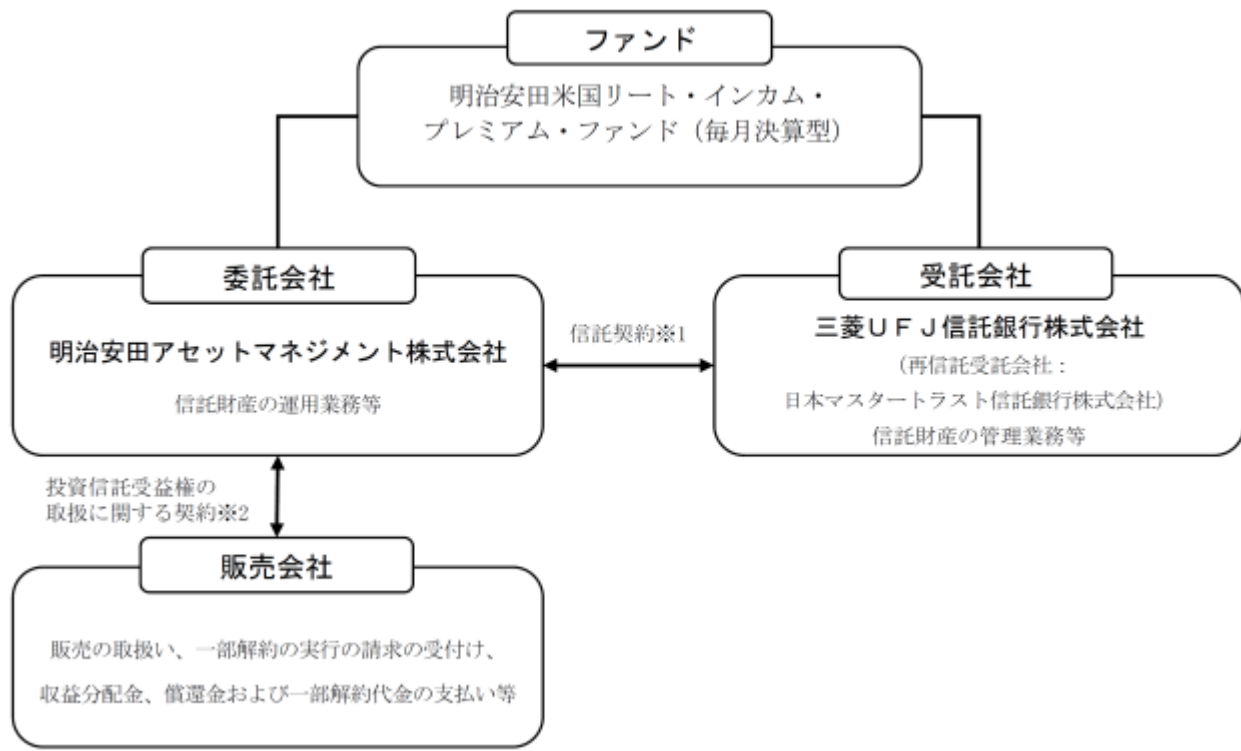 ファンド
明治安田米国リート・インカム・
プレミアム・ファンド（毎月決算型）
委託会社
明治安田アセットマネジメント株式会社
信託財産の運用業務等
信託契約※1
受託会社
三菱ＵＦＪ信託銀行株式会社
（再信託受託会社：
日本マスタートラスト信託銀行株式会社）
信託財産の管理業務等
投資信託受益権の
取扱に関する契約※2
販売会社
販売の取扱い、一部解約の実行の請求の受付け、
収益分配金、償還金および一部解約代金の支払い等